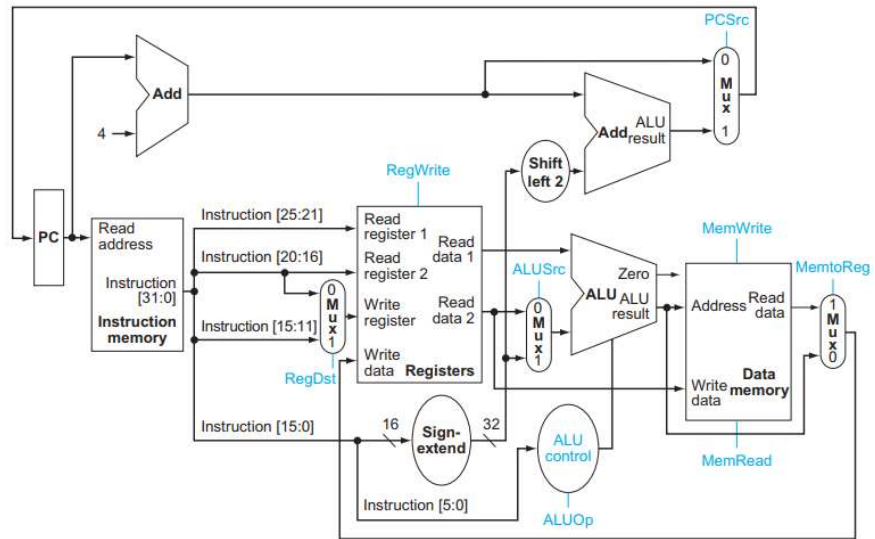 PCSrc
0
M
u
x
1
Add
4
Add
ALU
result
Shift
left 2
RegWrite
PC
Read
address
Instruction
[31:0]
Instruction
memory
Instruction [25:21]
Instruction [20:16]
Instruction [15:11]
0
M
u
x
1
RegDst
Read
register 1
Read
register 2
Write
register
Write
data
Read
data 1
Read
data 2
Registers
ALUSrc
0
M
u
x
1
Zero
ALU
ALU
result
MemWrite
Address
Read
data
Write
data
Data
memory
MemRead
MemtoReg
1
M
u
x
0
Instruction [15:0]
16
Sign-
extend
32
ALU
control
Instruction [5:0]
ALUOp